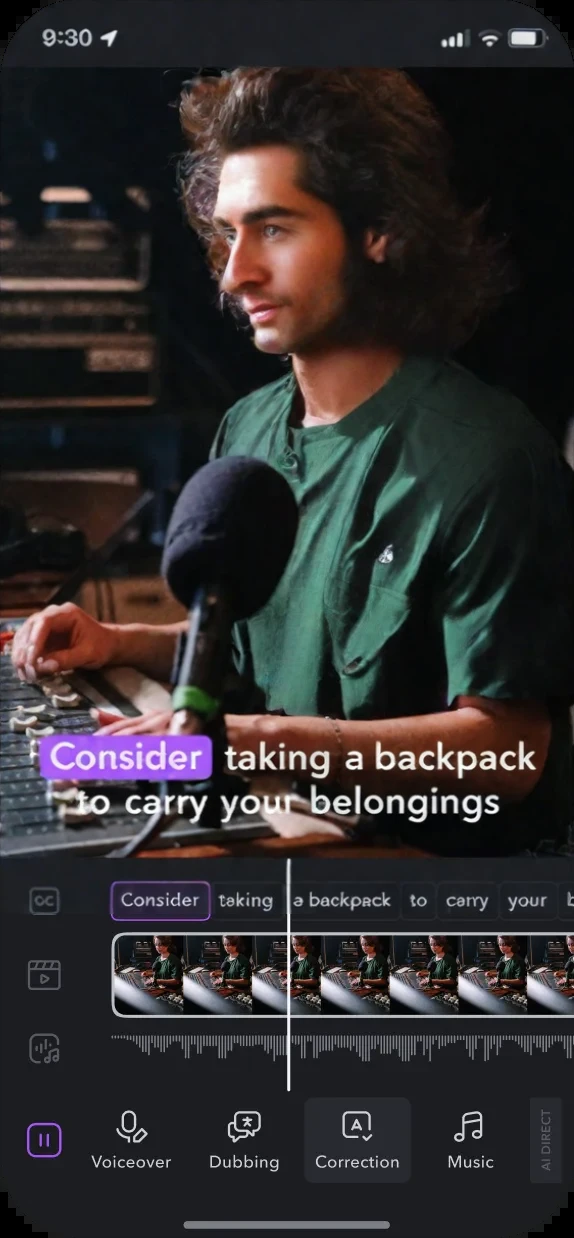 9:30
Consider taking a backpack
to carry your belongings
CC
Consider taking a backpack to carry your b
A
Voiceover
Dubbing
Correction
Music
AI DIRECT